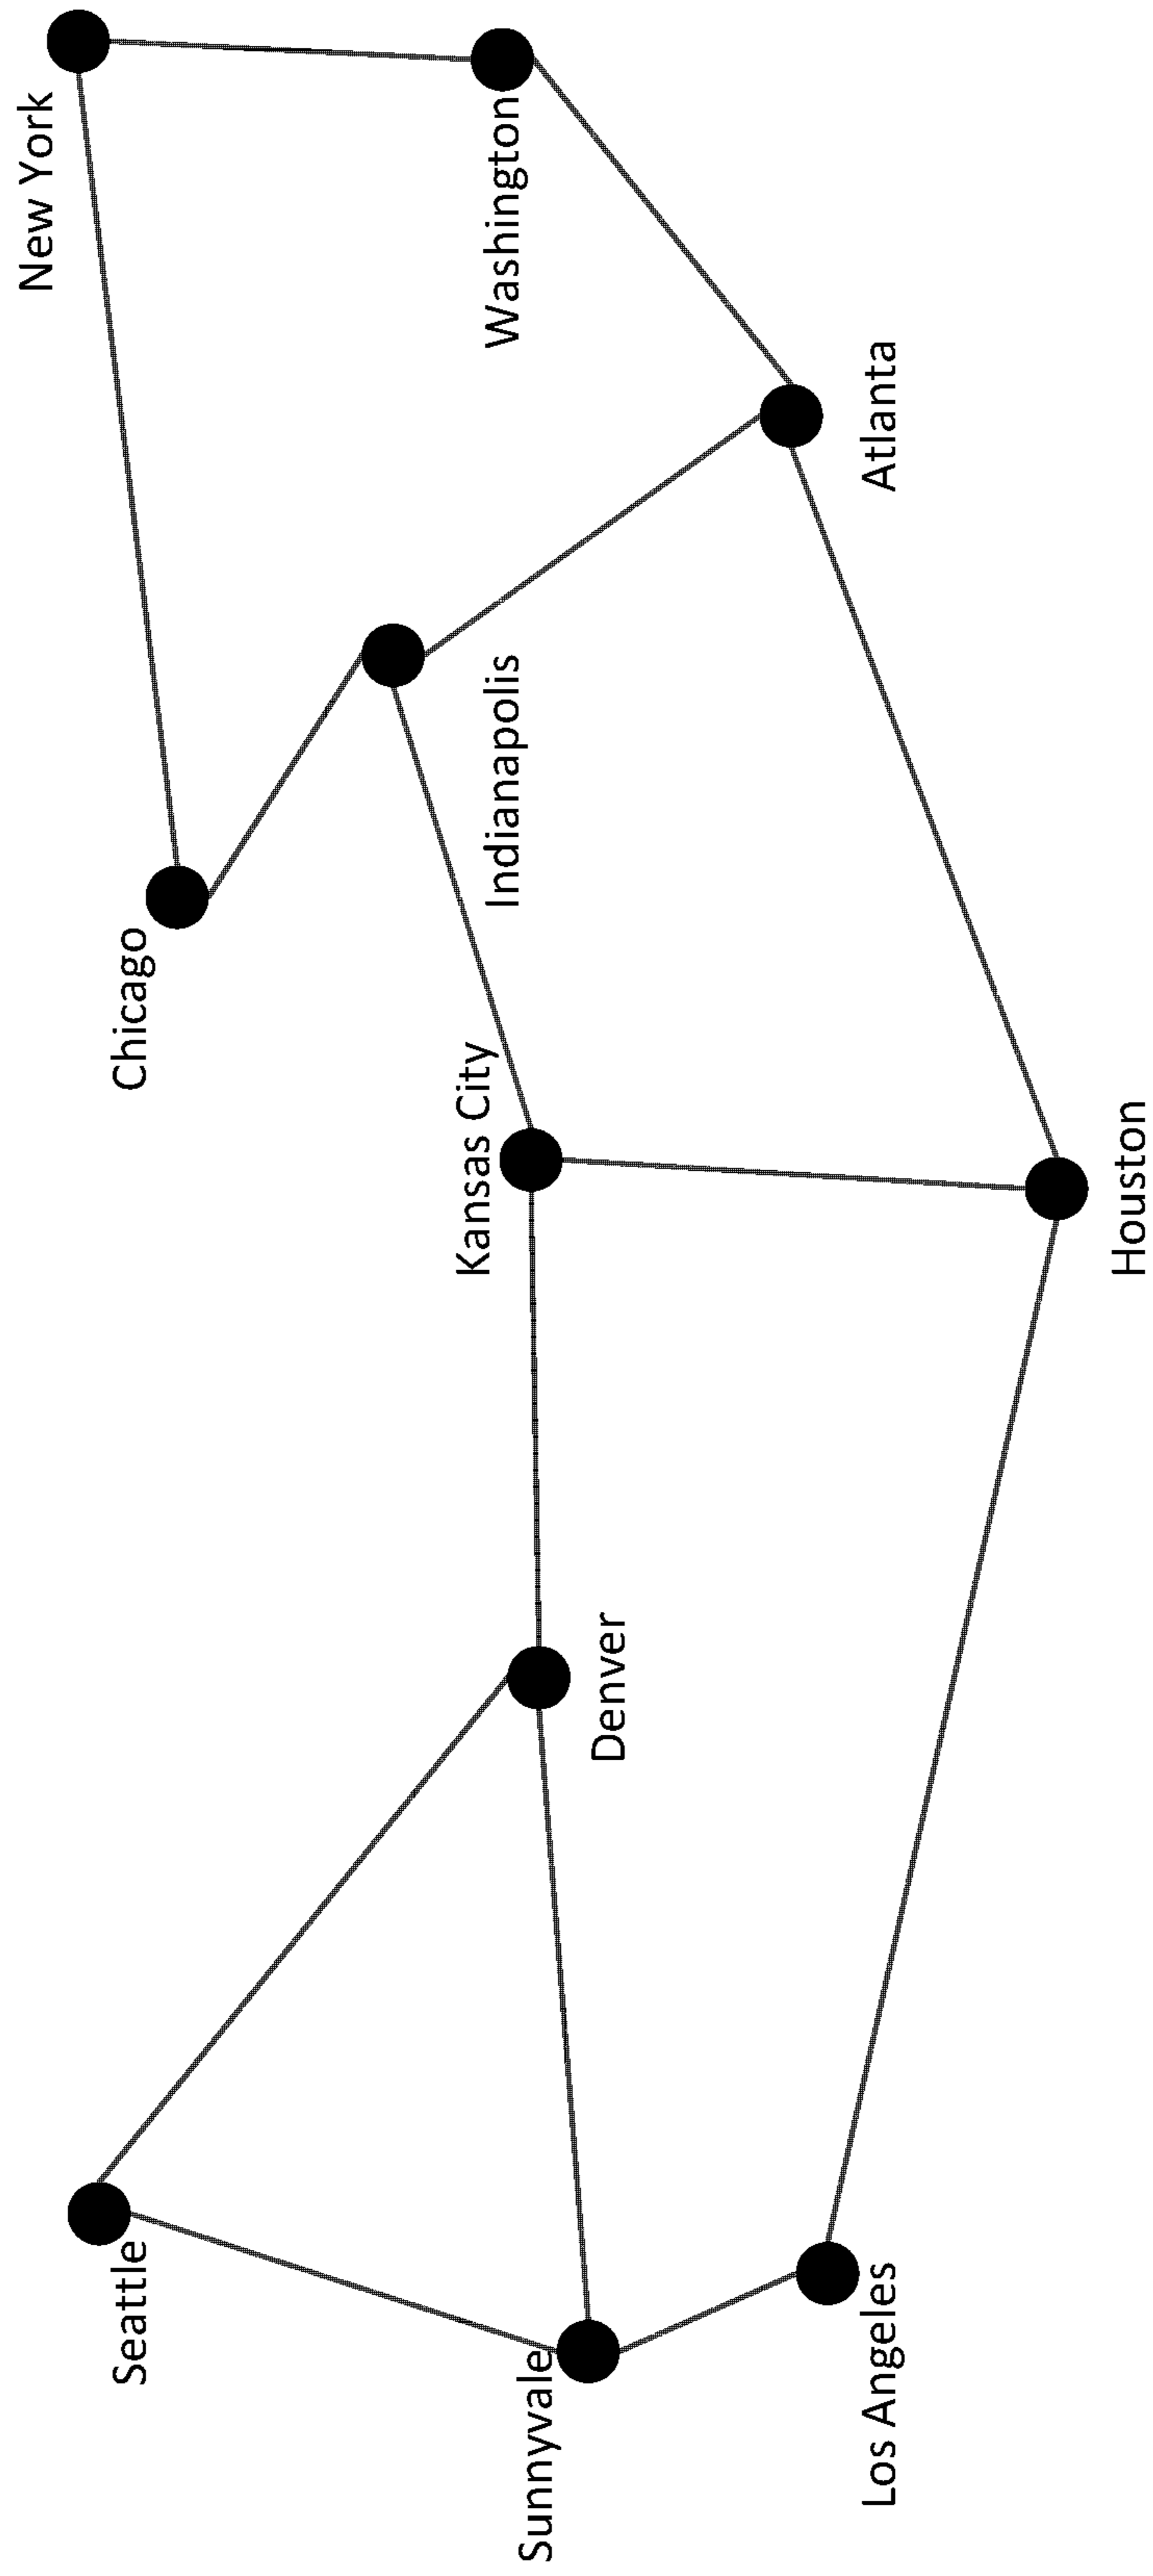 Seattle
Sunnyvale
Los Angeles
Denver
Kansas City
Houston
Chicago
Indianapolis
Atlanta
Washington
New York